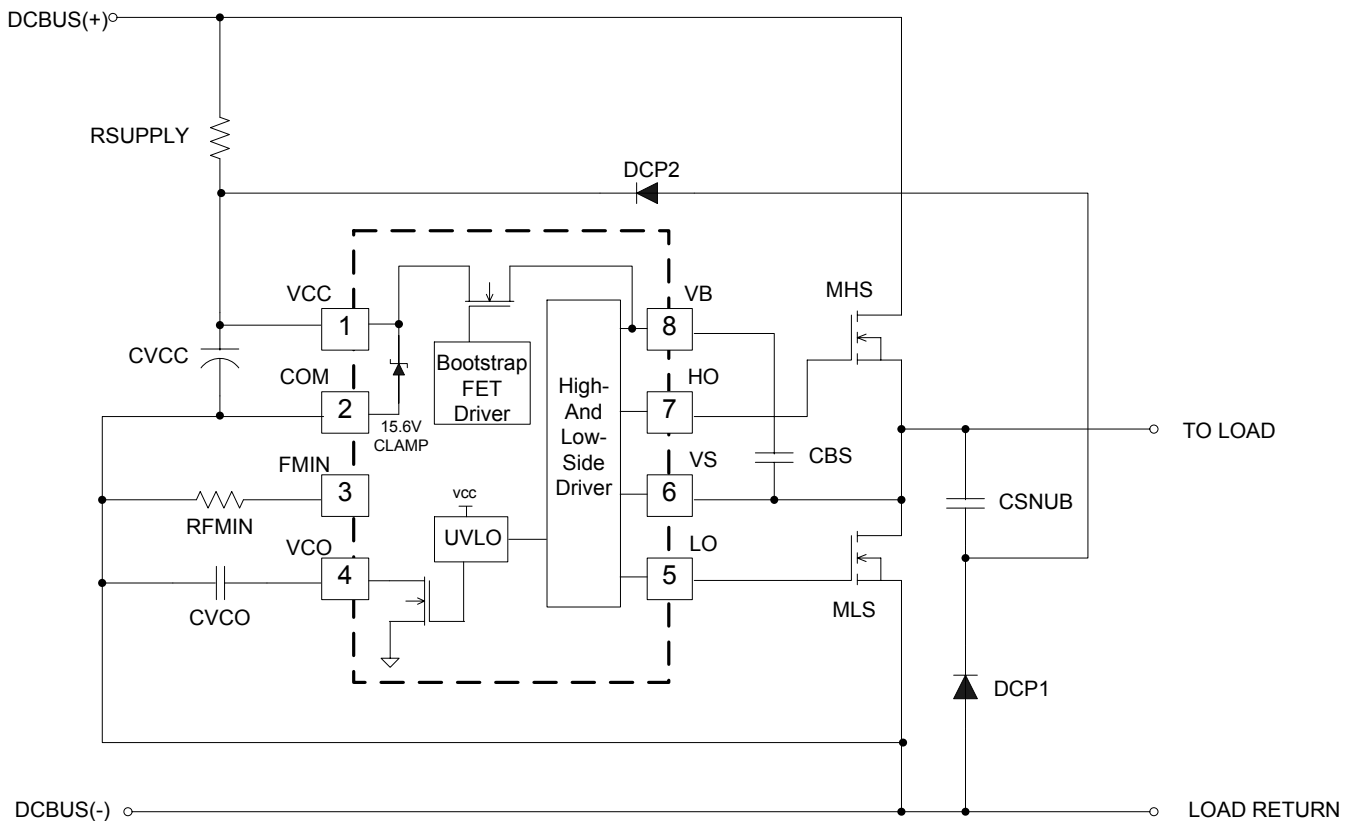 DCBUS(+)
RSUPPLY
DCP2
VCC
1
VB
8
MHS
CVCC
COM
2
15.6V
CLAMP
Bootstrap
FET
Driver
High-
And
Low-
Side
Driver
HO
7
TO LOAD
FMIN
3
RFMIN
VS
6
CBS
CSNUB
VCO
4
CVCO
vcc
UVLO
LO
5
MLS
DCP1
DCBUS(-)
LOAD RETURN